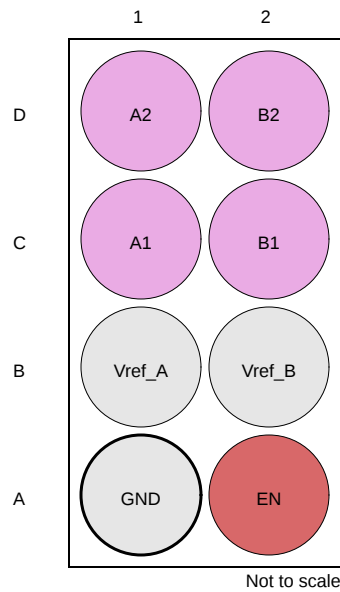 1 2
D A2 B2
C A1 B1
B Vref_A Vref_B
A GND EN
Not to scale